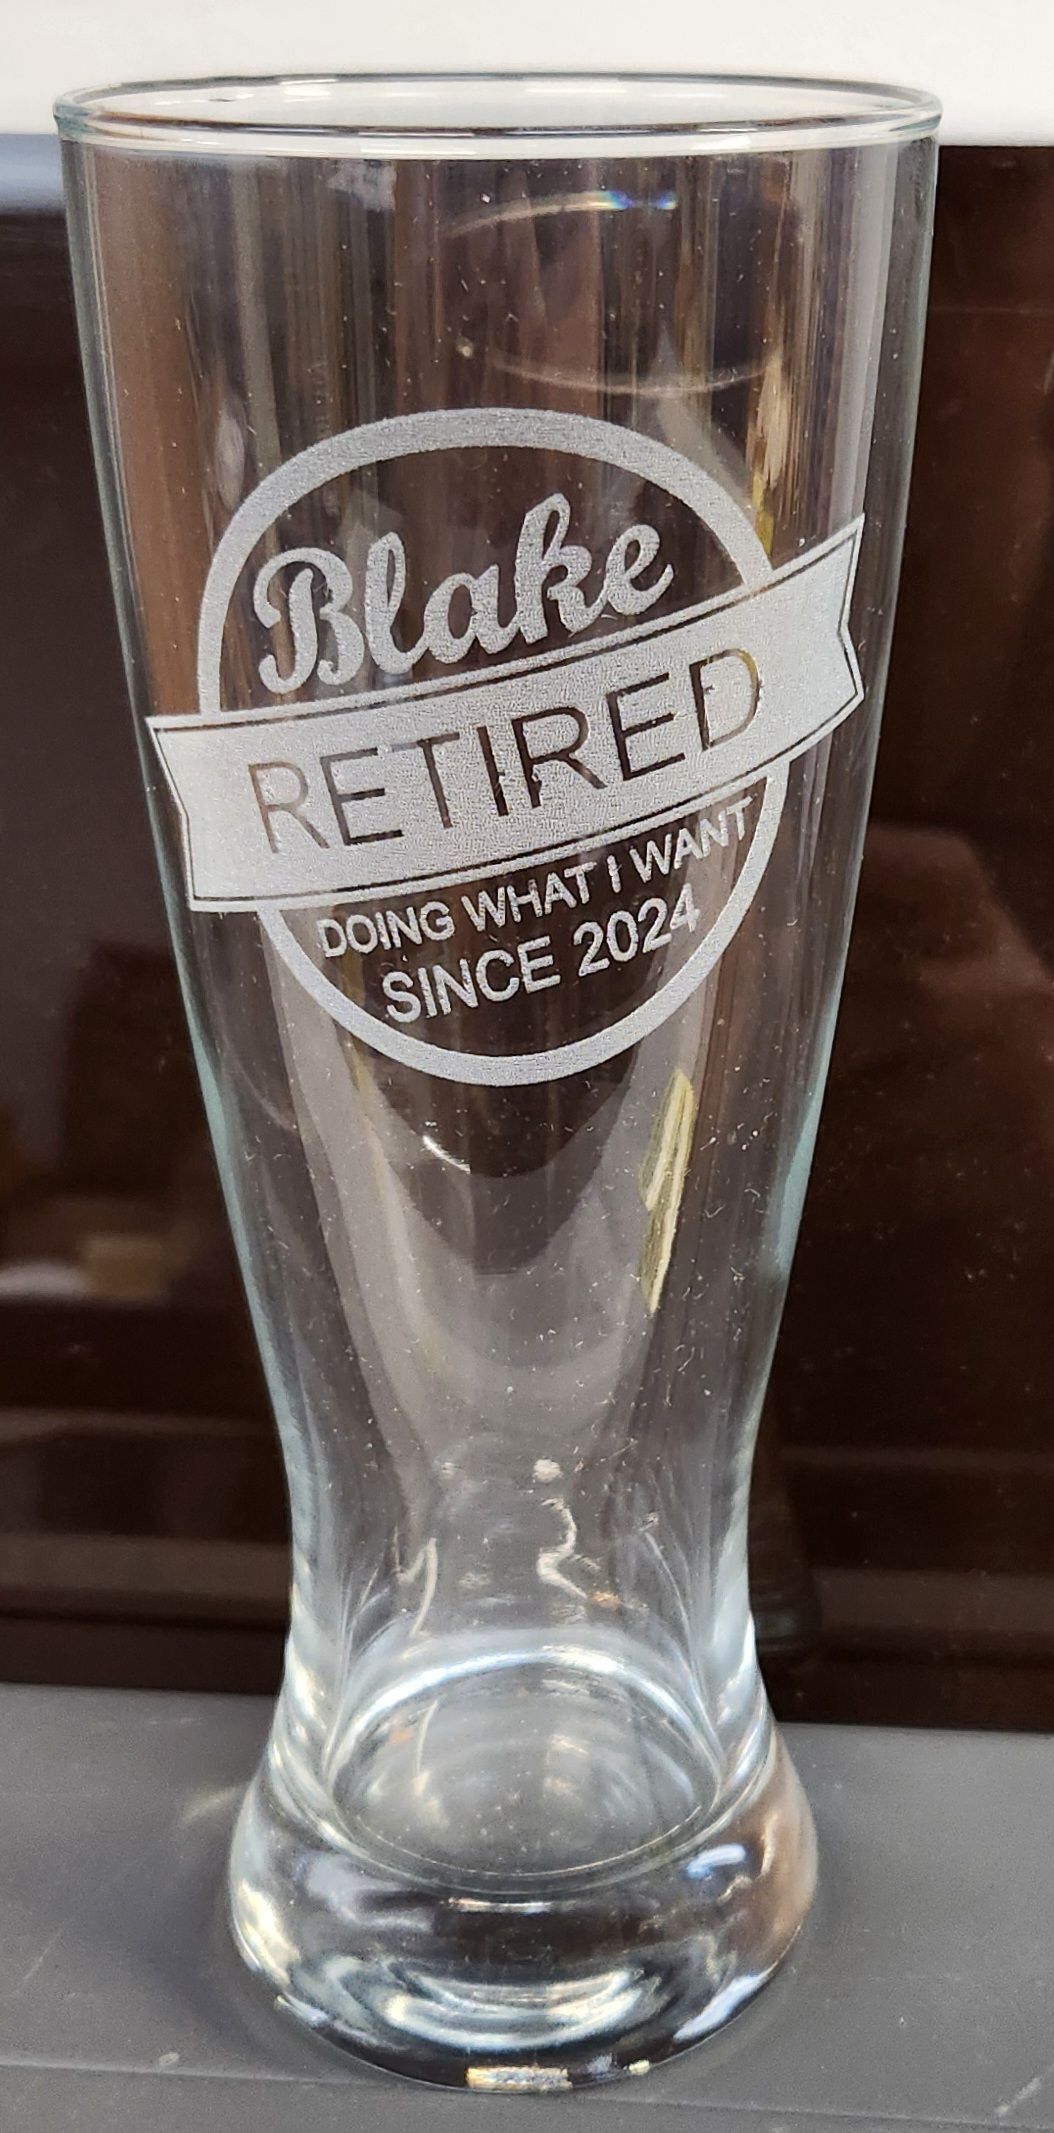 Blake
RETIRED
DOING WHAT I WANT
SINCE 2024